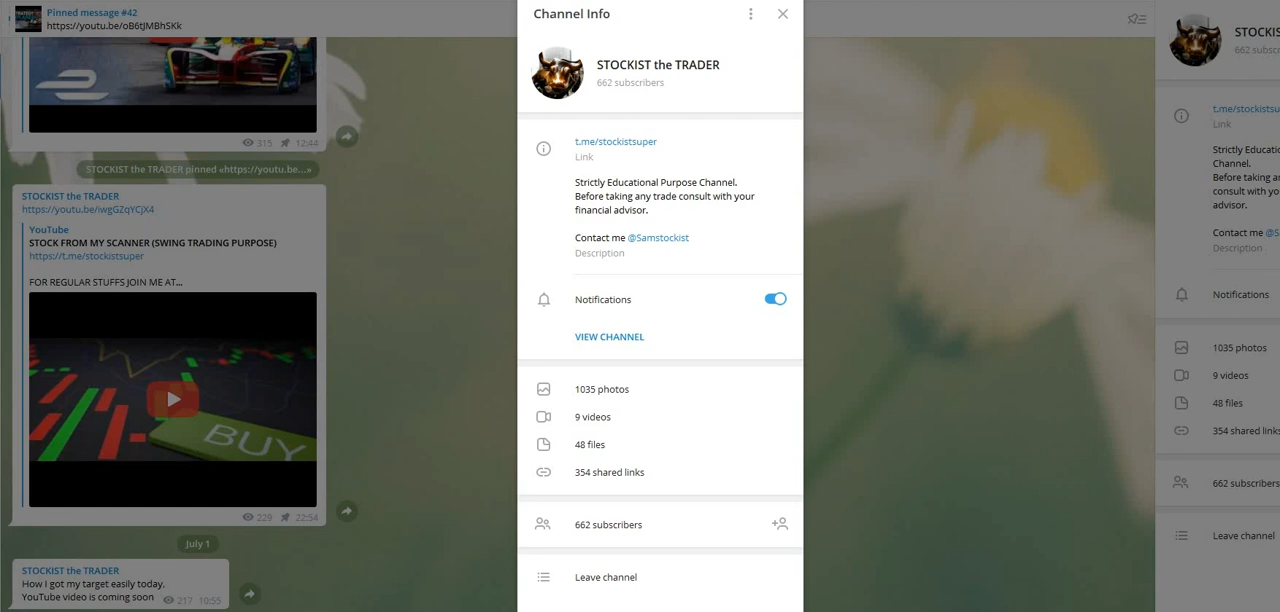 Pinned message #42
https://youtu.be/oB6tJMBhSKk
315 12:44
STOCKIST the TRADER pinned «https://youtu.be...»
STOCKIST the TRADER
https://youtu.be/iwgGZqYCjX4
YouTube
STOCK FROM MY SCANNER (SWING TRADING PURPOSE)
https://t.me/stockistsuper
FOR REGULAR STUFFS JOIN ME AT...
BUY
229 22:54
July 1
STOCKIST the TRADER
How I got my target easily today,
YouTube video is coming soon 217 10:55
Channel Info
STOCKIST the TRADER
662 subscribers
t.me/stockistsuper
Link
Strictly Educational Purpose Channel.
Before taking any trade consult with your
financial advisor.
Contact me @Samstockist
Description
Notifications
VIEW CHANNEL
1035 photos
9 videos
48 files
354 shared links
662 subscribers
Leave channel
STOCKIS
662 subsc
t.me/stockistsu
Link
Strictly Educat
Channel.
Before taking a
consult with y
advisor.
Contact me @S
Description
Notifications
1035 photos
9 videos
48 files
354 shared links
662 subscribers
Leave channel